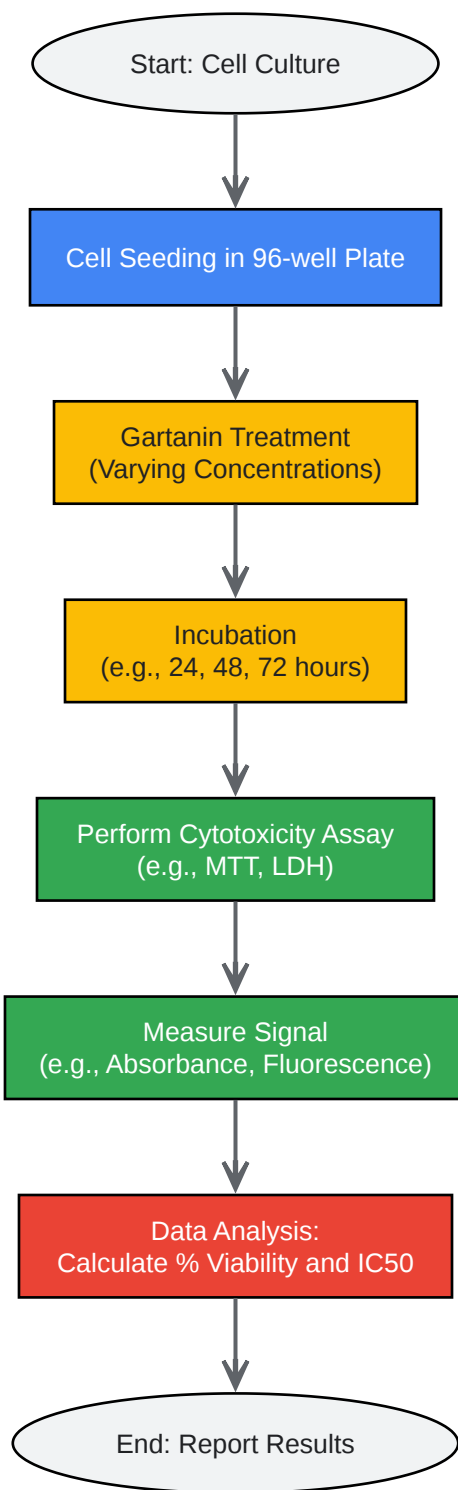 Start: Cell Culture
Cell Seeding in 96-well Plate
Gartanin Treatment
(Varying Concentrations)
Incubation
(e.g., 24, 48, 72 hours)
Perform Cytotoxicity Assay
(e.g., MTT, LDH)
Measure Signal
(e.g., Absorbance, Fluorescence)
Data Analysis:
Calculate % Viability and IC50
End: Report Results